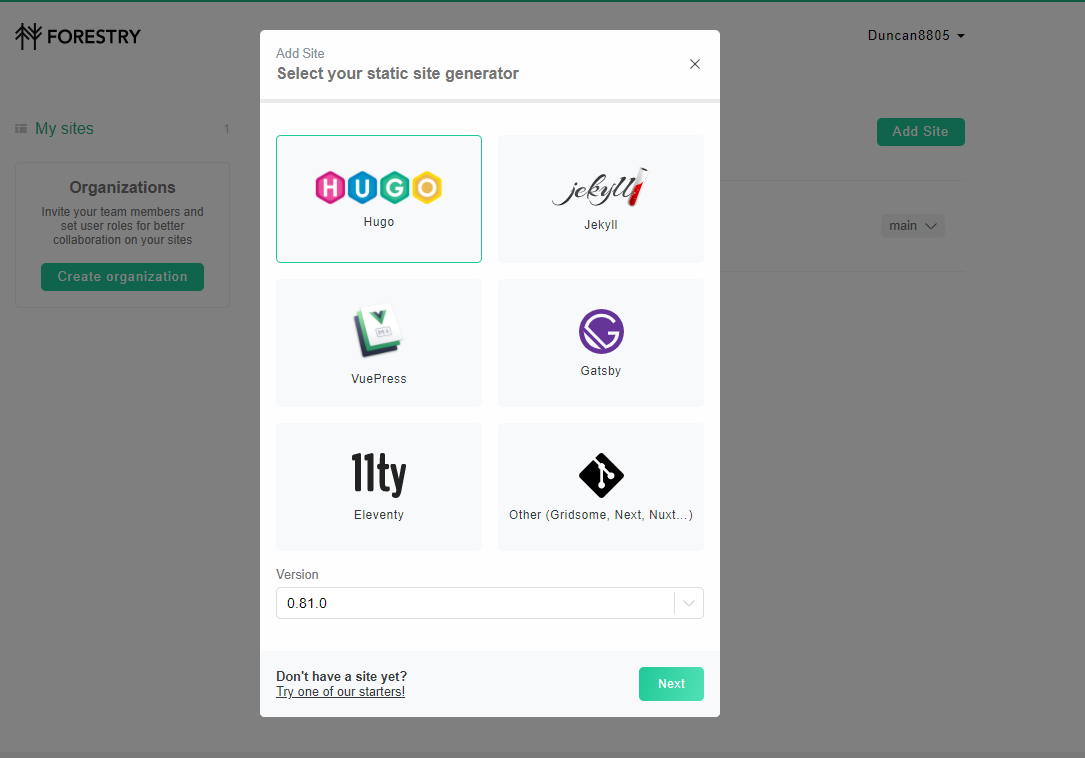 FORESTRY
Duncan8805
My sites
1
Add Site
Organizations
Invite your team members and
set user roles for better
collaboration on your sites
Create organization
main
Add Site
Select your static site generator
HUGO
Hugo
jekyll
Jekyll
VuePress
Gatsby
11ty
Eleventy
Other (Gridsome, Next, Nuxt...)
Version
0.81.0
Don't have a site yet?
Try one of our starters!
Next